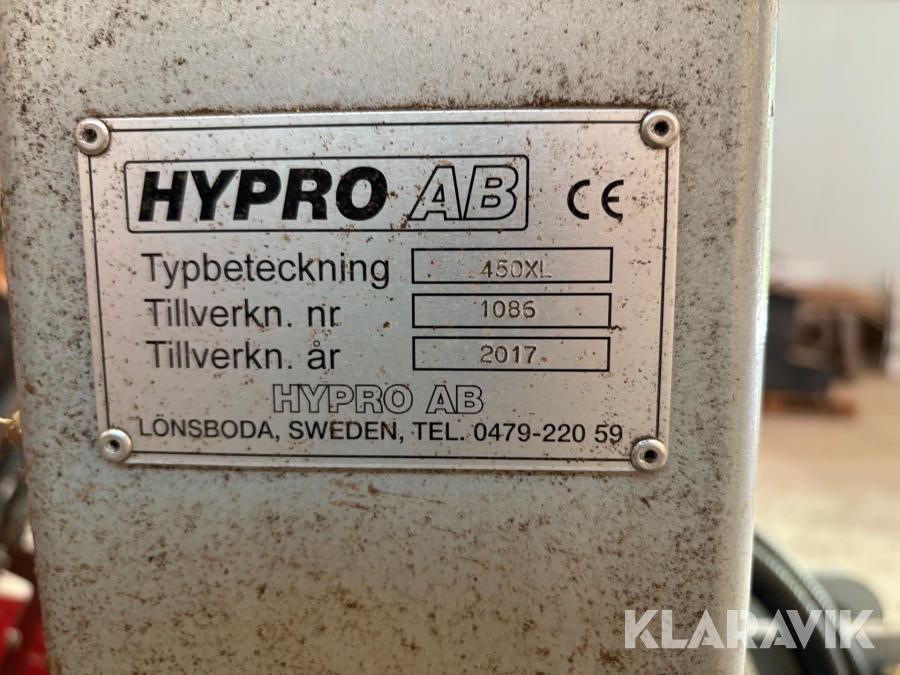 HYPRO AB CE
Typbeteckning 450XL
Tillverkn. nr 1086
Tillverkn. år 2017
HYPRO AB
LÖNSBODA, SWEDEN, TEL. 0479-220 59
KLARAVIK